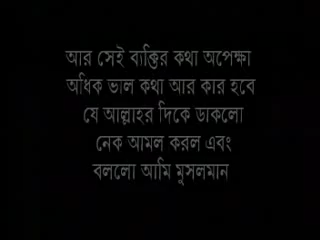 আর সেই ব্যক্তির কথা অপেক্ষা
অধিক ভাল কথা আর কার হবে
যে আল্লাহর দিকে ডাকলো
নেক আমল করল এবং
বললো আমি মুসলমান